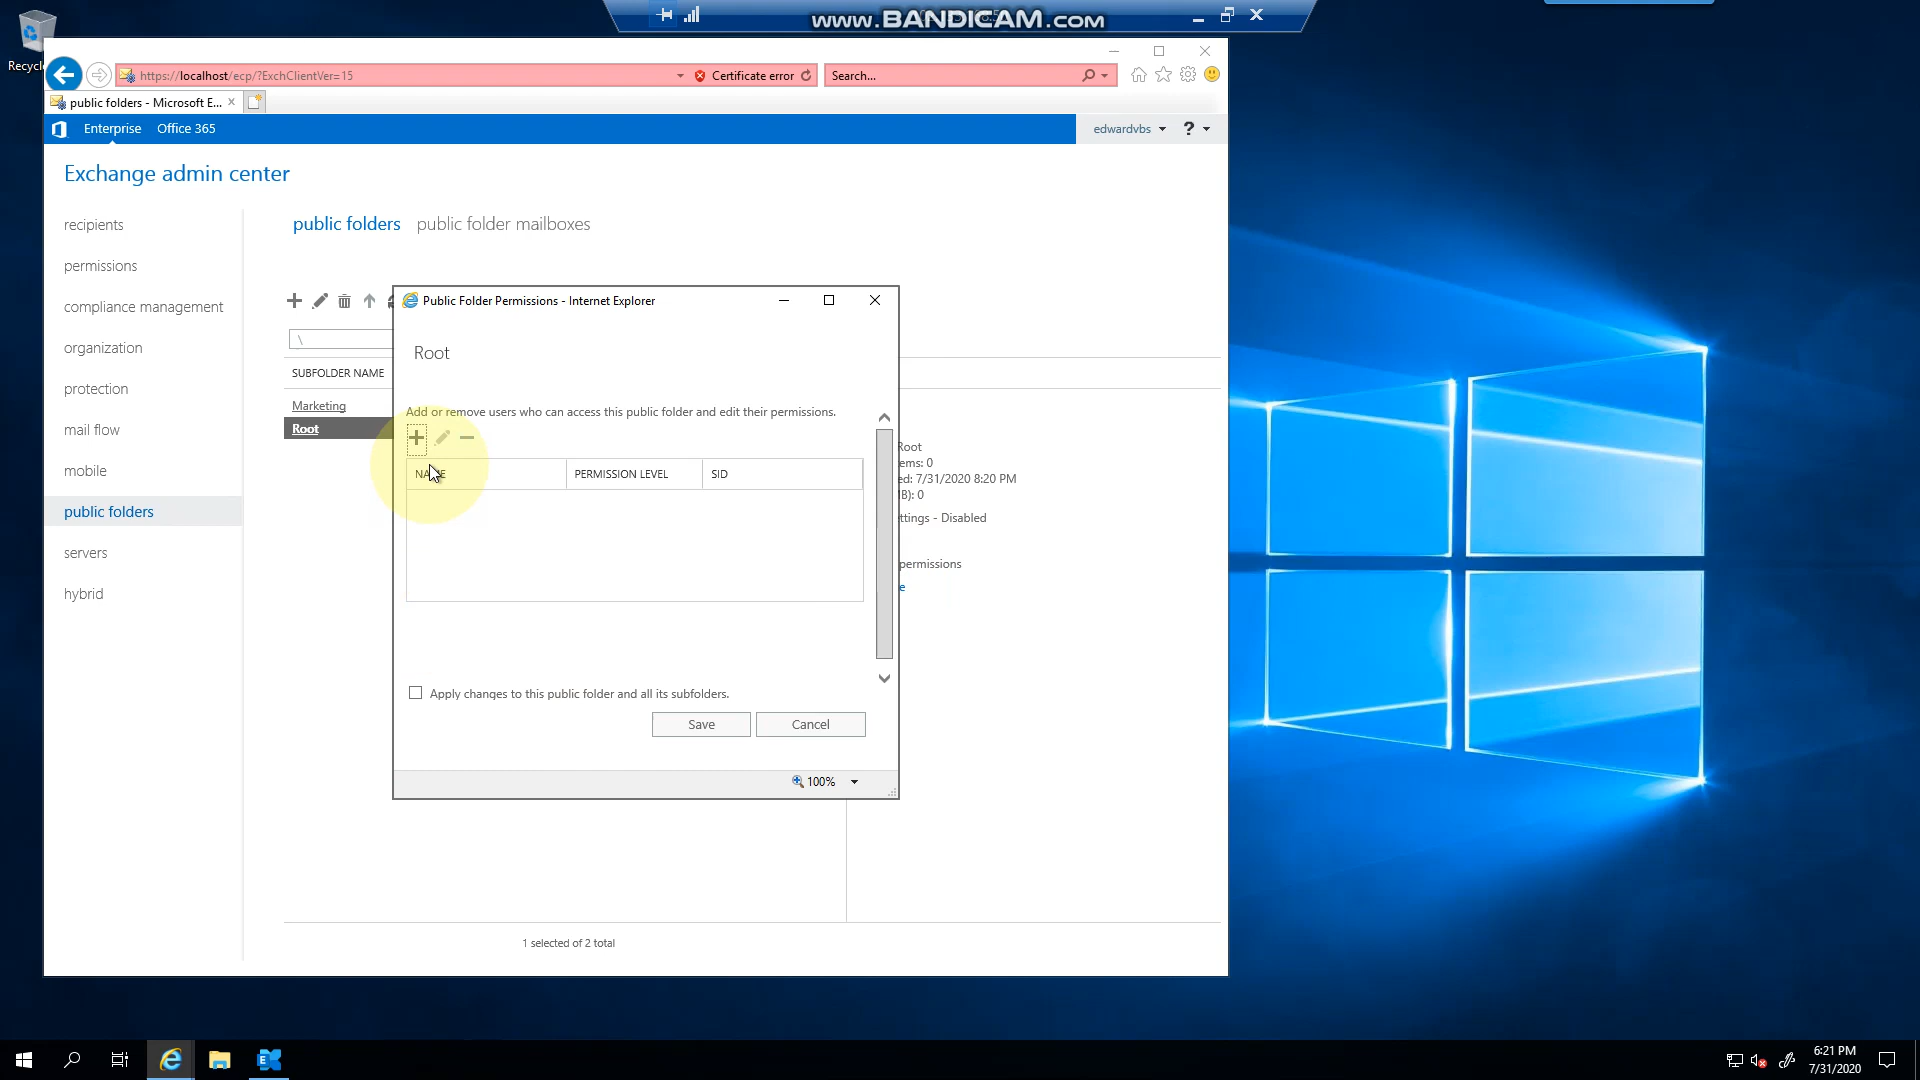 www.BANDICAM.com
https://localhost/ecp/?ExchClientVer=15
Certificate error
Search...
public folders - Microsoft E...
Enterprise
Office 365
edwardvbs
?
Exchange admin center
recipients
permissions
compliance management
organization
protection
mail flow
mobile
public folders
servers
hybrid
public folders
public folder mailboxes
\
SUBFOLDER NAME
Marketing
Root
Public Folder Permissions - Internet Explorer
Root
Add or remove users who can access this public folder and edit their permissions.
NAME
PERMISSION LEVEL
SID
Apply changes to this public folder and all its subfolders.
Save
Cancel
100%
Root
ems: 0
ed: 7/31/2020 8:20 PM
B): 0
ttings - Disabled
permissions
e
1 selected of 2 total
6:21 PM
7/31/2020